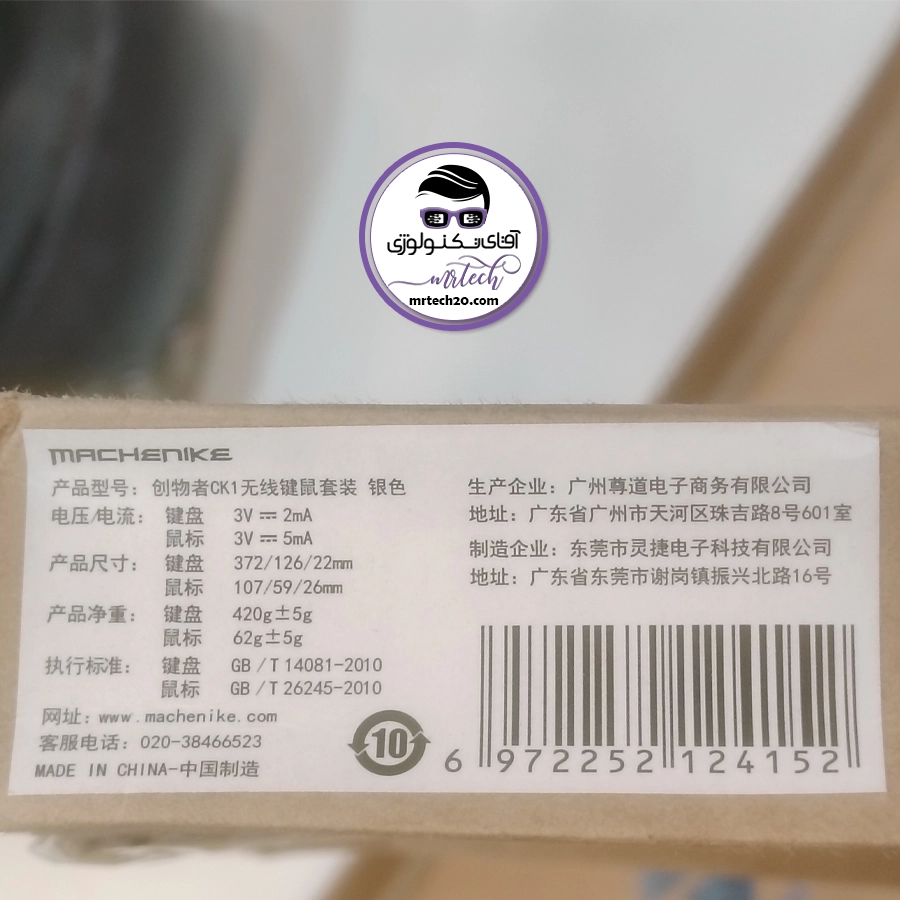 آقای تکنولوژی
mrtech
mrtech20.com
MACHENIKE
产品型号: 创物者CK1无线键鼠套装 银色
电压/电流: 键盘 3V ⎓ 2mA
鼠标 3V ⎓ 5mA
产品尺寸: 键盘 372/126/22mm
鼠标 107/59/26mm
产品净重: 键盘 420g±5g
鼠标 62g±5g
执行标准: 键盘 GB/T 14081-2010
鼠标 GB/T 26245-2010
网址: www.machenike.com
客服电话: 020-38466523
MADE IN CHINA-中国制造
10
生产企业: 广州尊道电子商务有限公司
地址: 广东省广州市天河区珠吉路8号601室
制造企业: 东莞市灵捷电子科技有限公司
地址: 广东省东莞市谢岗镇振兴北路16号
6 972252 124152